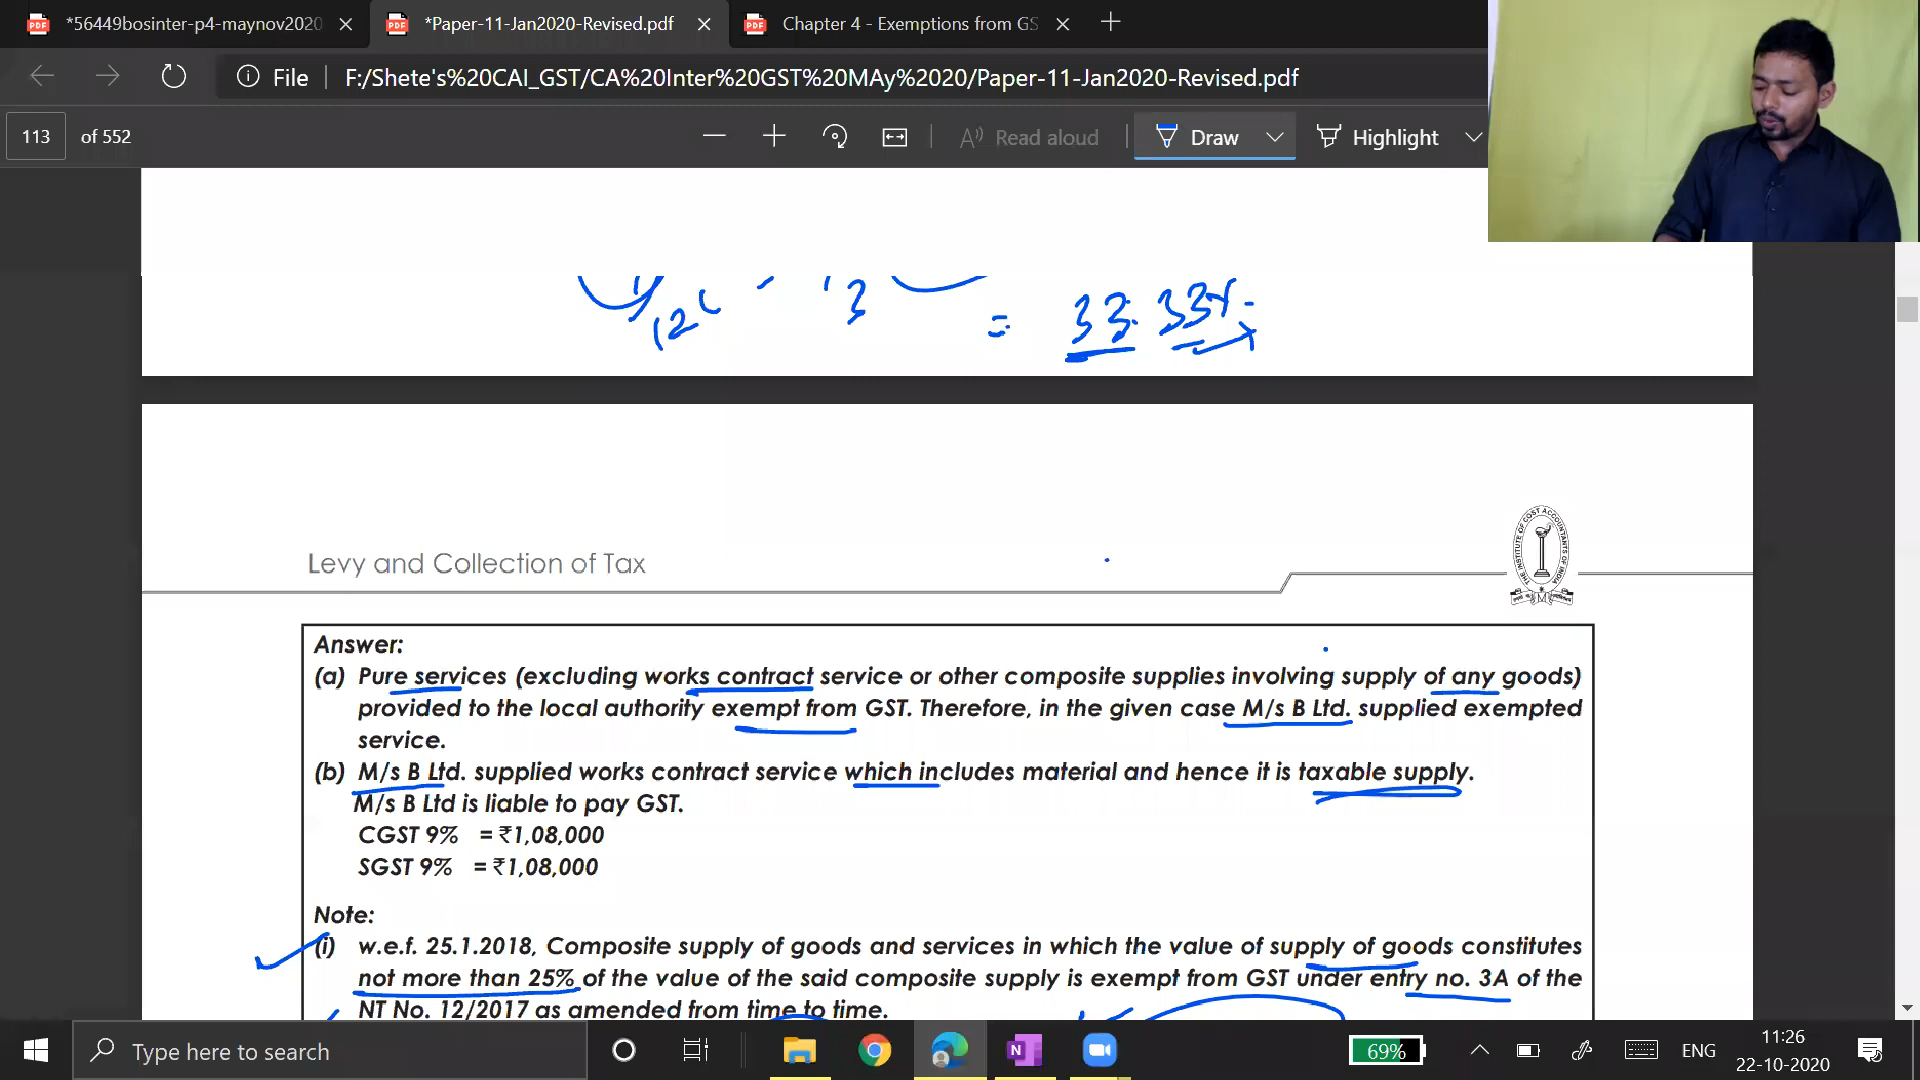 *56449bosinter-p4-maynov2020
*Paper-11-Jan2020-Revised.pdf
Chapter 4 - Exemptions from GS
File
F:/Shete's%20CAI_GST/CA%20Inter%20GST%20MAy%202020/Paper-11-Jan2020-Revised.pdf
113 of 552
Read aloud
Draw
Highlight
= 33.33%
Levy and Collection of Tax
THE INSTITUTE OF COST ACCOUNTANTS OF INDIA
Answer:
(a) Pure services (excluding works contract service or other composite supplies involving supply of any goods)
provided to the local authority exempt from GST. Therefore, in the given case M/s B Ltd. supplied exempted
service.
(b) M/s B Ltd. supplied works contract service which includes material and hence it is taxable supply.
M/s B Ltd is liable to pay GST.
CGST 9% = ₹1,08,000
SGST 9% = ₹1,08,000
Note:
(i) w.e.f. 25.1.2018, Composite supply of goods and services in which the value of supply of goods constitutes
not more than 25% of the value of the said composite supply is exempt from GST under entry no. 3A of the
NT No. 12/2017 as amended from time to time.
Type here to search
69%
ENG
11:26
22-10-2020